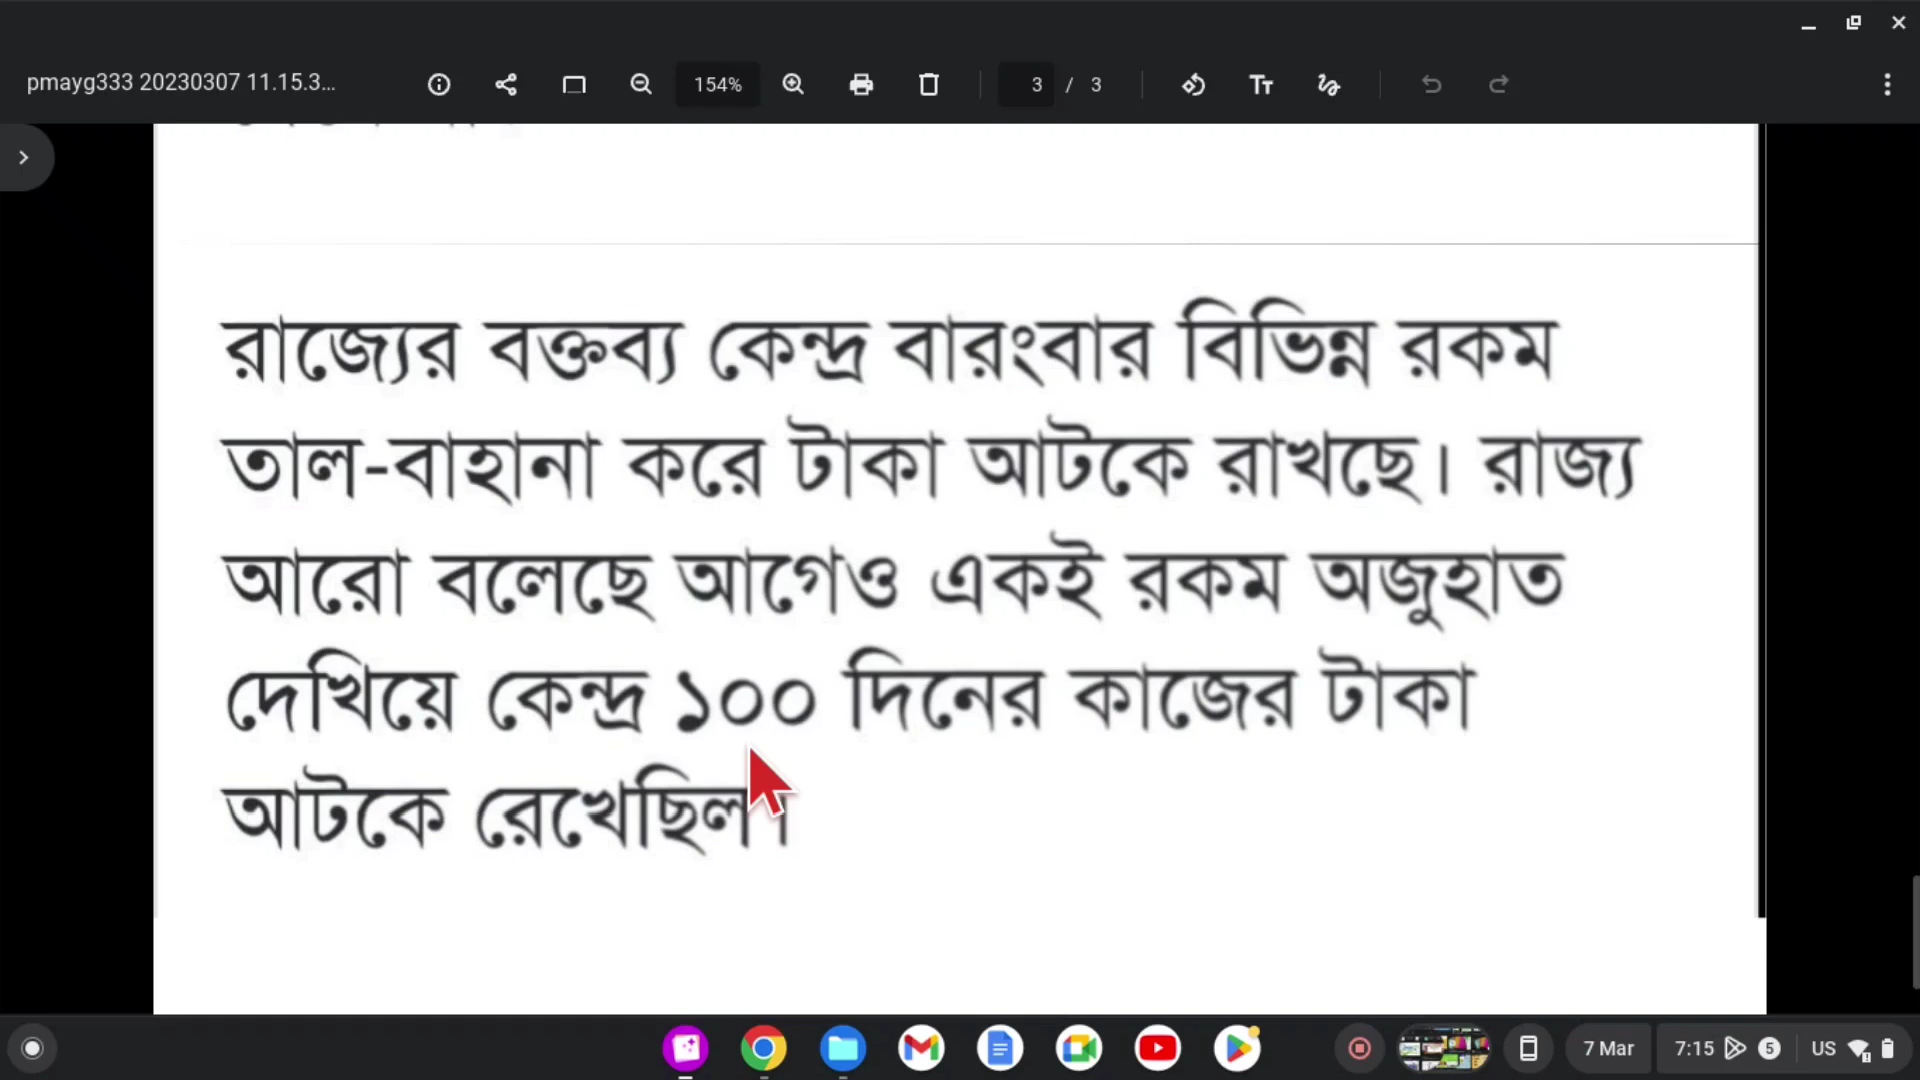 pmayg333 20230307 11.15.3...
154%
3 / 3
রাজ্যের বক্তব্য কেন্দ্র বারংবার বিভিন্ন রকম
তাল-বাহানা করে টাকা আটকে রাখছে। রাজ্য
আরো বলেছে আগেও একই রকম অজুহাত
দেখিয়ে কেন্দ্র ১০০ দিনের কাজের টাকা
আটকে রেখেছিল।
7 Mar
7:15
5
US